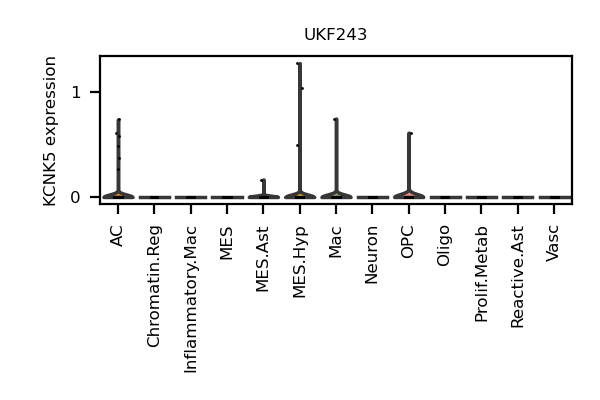 UKF243
KCNK5 expression
1
0
AC
Chromatin.Reg
Inflammatory.Mac
MES
MES.Ast
MES.Hyp
Mac
Neuron
OPC
Oligo
Prolif.Metab
Reactive.Ast
Vasc